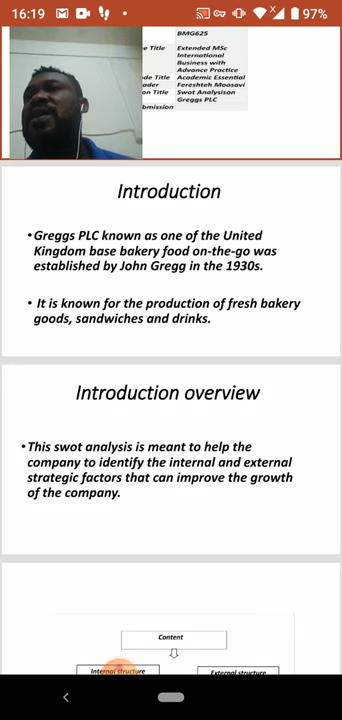 16:19
97%
BMG625
e Title Extended MSc
International
Business with
Advance Practice
de Title Academic Essential
ader Fereshteh Moosavi
on Title Swot Analysison
Greggs PLC
bmission
Introduction
•Greggs PLC known as one of the United
Kingdom base bakery food on-the-go was
established by John Gregg in the 1930s.
• It is known for the production of fresh bakery
goods, sandwiches and drinks.
Introduction overview
•This swot analysis is meant to help the
company to identify the internal and external
strategic factors that can improve the growth
of the company.
Content
Internal structure External structure